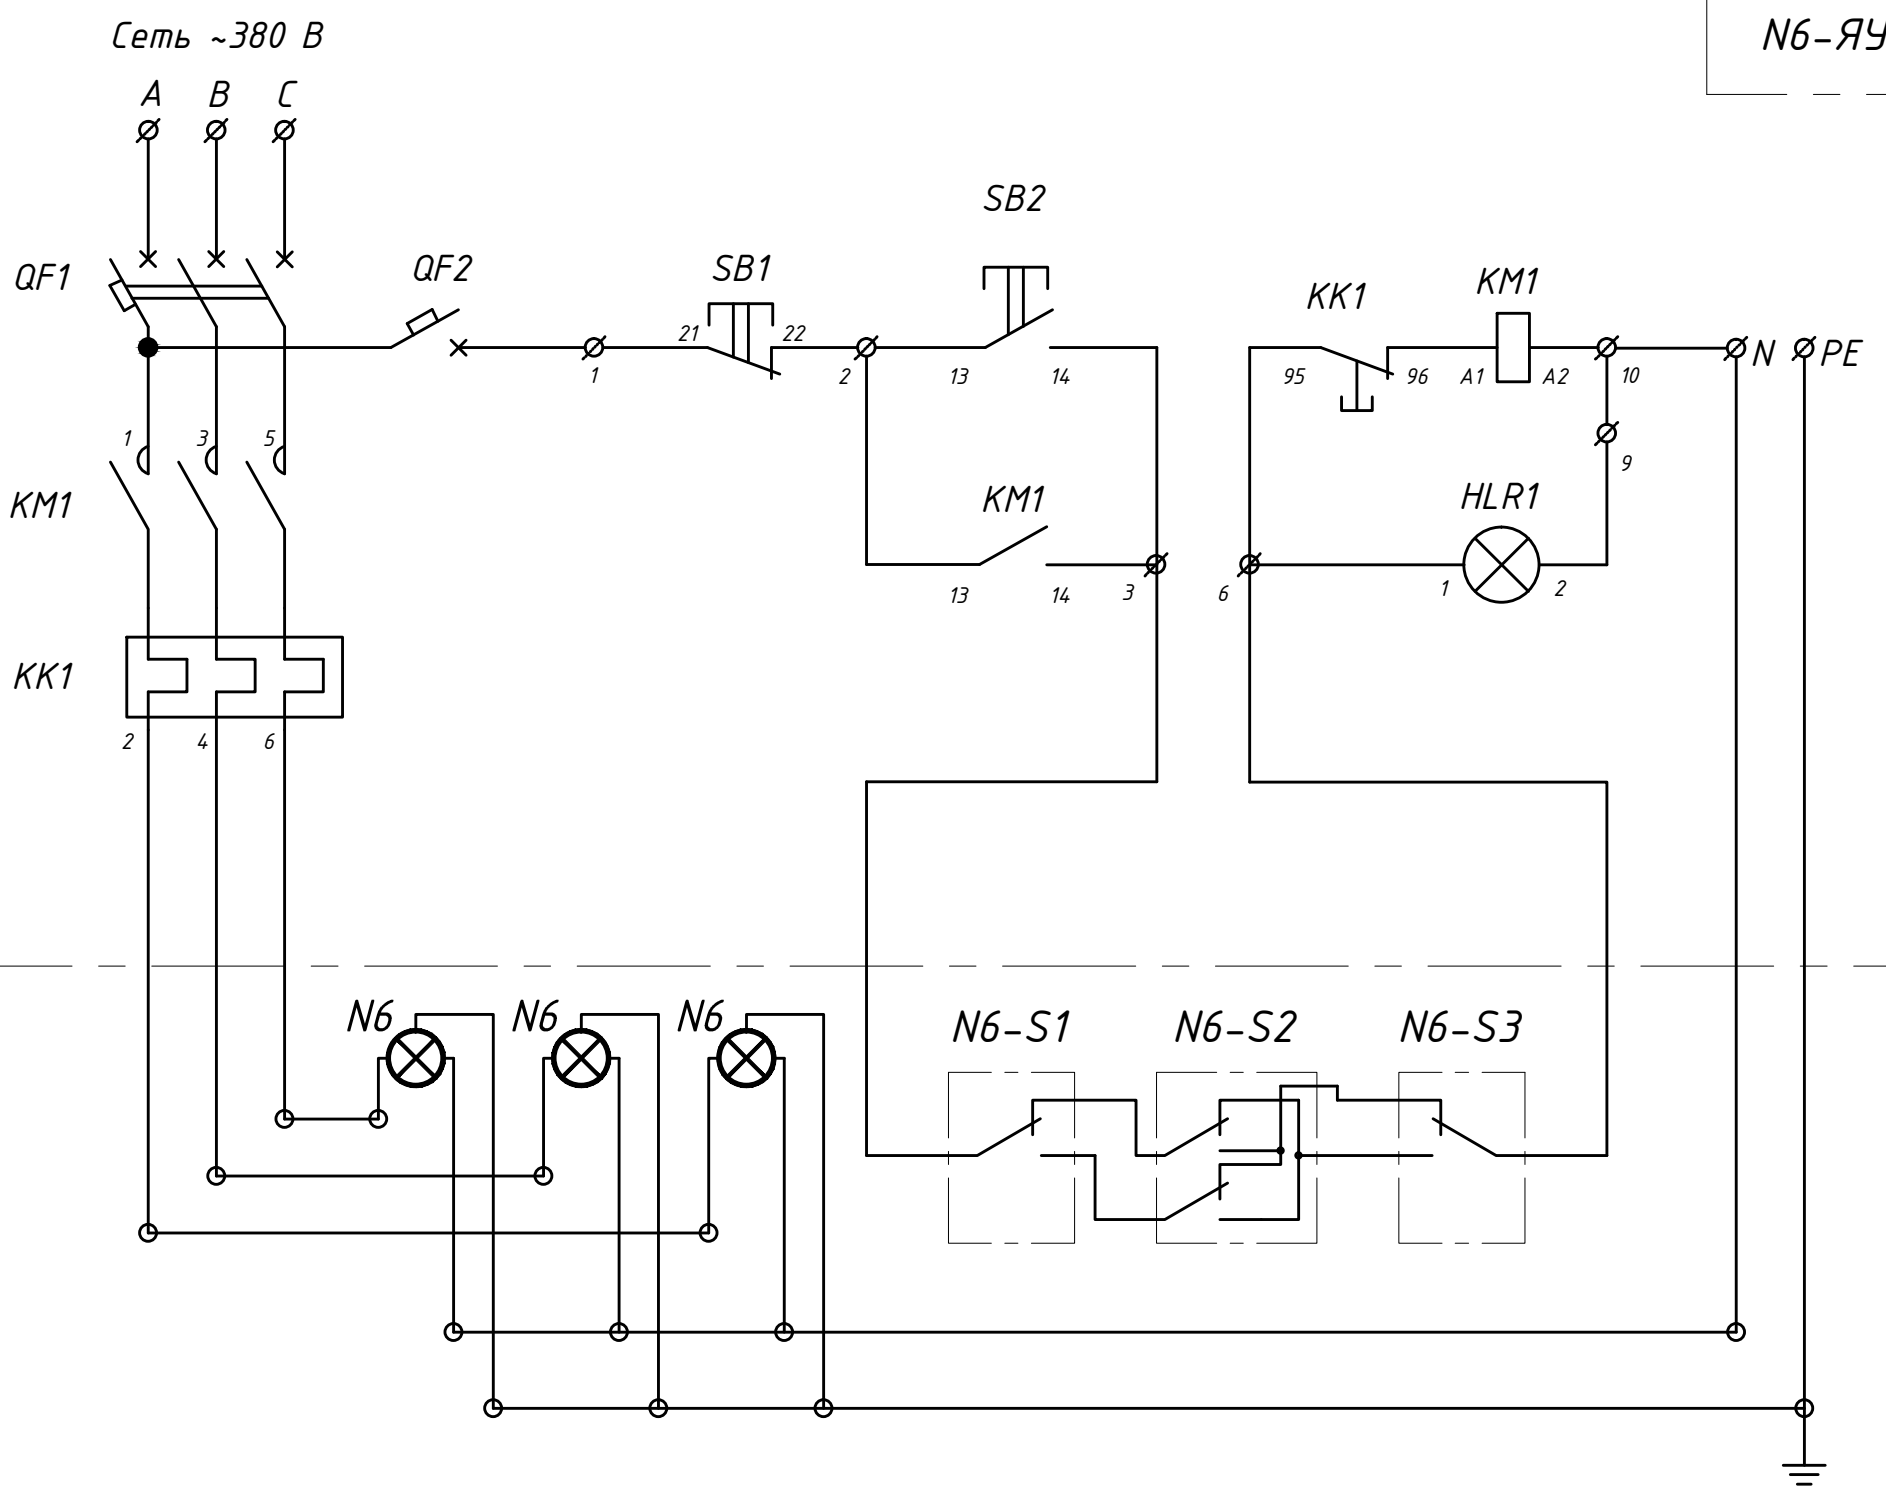 Сеть ~380 В
N6-ЯУ
A B C
SB2
QF1 QF2 SB1 KK1 KM1
21 22
1 2 13 14 95 96 A1 A2 10 N PE
1 3 5
9
KM1 KM1 HLR1
13 14 3 6 1 2
KK1
2 4 6
N6 N6 N6 N6-S1 N6-S2 N6-S3